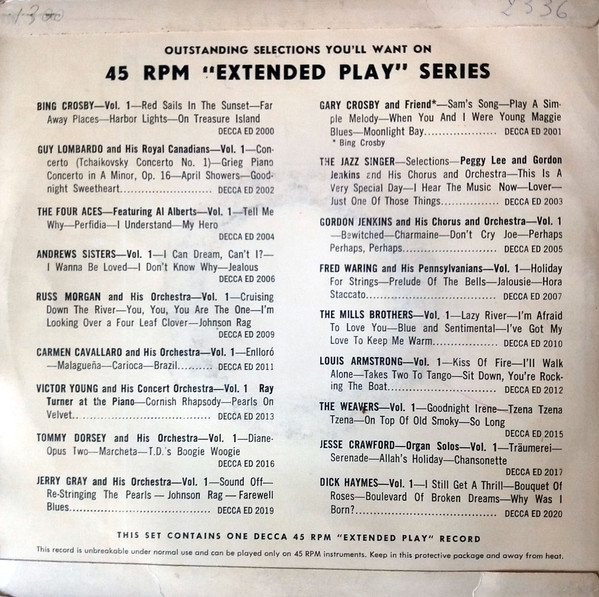 1300
2336
OUTSTANDING SELECTIONS YOU'LL WANT ON
45 RPM "EXTENDED PLAY" SERIES
BING CROSBY—Vol. 1—Red Sails In The Sunset—Far
Away Places—Harbor Lights—On Treasure Island
DECCA ED 2000
GUY LOMBARDO and His Royal Canadians—Vol. 1—Con-
certo (Tchaikovsky Concerto No. 1)—Grieg Piano
Concerto in A Minor, Op. 16—April Showers—Good-
night Sweetheart.................... DECCA ED 2002
THE FOUR ACES—Featuring Al Alberts—Vol. 1—Tell Me
Why—Perfidia—I Understand—My Hero
DECCA ED 2004
ANDREWS SISTERS—Vol. 1—I Can Dream, Can't I?—
I Wanna Be Loved—I Don't Know Why—Jealous
DECCA ED 2006
RUSS MORGAN and His Orchestra—Vol. 1—Cruising
Down The River—You, You, You Are The One—I'm
Looking Over a Four Leaf Clover—Johnson Rag
DECCA ED 2009
CARMEN CAVALLARO and His Orchestra—Vol. 1—Enlloró
—Malagueña—Carioca—Brazil......... DECCA ED 2011
VICTOR YOUNG and His Concert Orchestra—Vol. 1 Ray
Turner at the Piano—Cornish Rhapsody—Pearls On
Velvet.................................... DECCA ED 2013
TOMMY DORSEY and His Orchestra—Vol. 1—Diane-
Opus Two—Marcheta—T.D.'s Boogie Woogie
DECCA ED 2016
JERRY GRAY and His Orchestra—Vol. 1—Sound Off—
Re-Stringing The Pearls—Johnson Rag—Farewell
Blues..................................... DECCA ED 2019
GARY CROSBY and Friend*—Sam's Song—Play A Sim-
ple Melody—When You And I Were Young Maggie
Blues—Moonlight Bay.................. DECCA ED 2001
* Bing Crosby
THE JAZZ SINGER—Selections—Peggy Lee and Gordon
Jenkins and His Chorus and Orchestra—This Is A
Very Special Day—I Hear The Music Now—Lover—
Just One Of Those Things............... DECCA ED 2003
GORDON JENKINS and His Chorus and Orchestra—Vol. 1
—Bewitched—Charmaine—Don't Cry Joe—Perhaps
Perhaps, Perhaps........................ DECCA ED 2005
FRED WARING and His Pennsylvanians—Vol. 1—Holiday
For Strings—Prelude Of The Bells—Jalousie—Hora
Staccato................................. DECCA ED 2007
THE MILLS BROTHERS—Vol. 1—Lazy River—I'm Afraid
To Love You—Blue and Sentimental—I've Got My
Love To Keep Me Warm................. DECCA ED 2010
LOUIS ARMSTRONG—Vol. 1—Kiss Of Fire—I'll Walk
Alone—Takes Two To Tango—Sit Down, You're Rock-
ing The Boat............................ DECCA ED 2012
THE WEAVERS—Vol. 1—Goodnight Irene—Tzena Tzena
Tzena—On Top Of Old Smoky—So Long
DECCA ED 2015
JESSE CRAWFORD—Organ Solos—Vol. 1—Träumerei—
Serenade—Allah's Holiday—Chansonette
DECCA ED 2017
DICK HAYMES—Vol. 1—I Still Get A Thrill—Bouquet Of
Roses—Boulevard Of Broken Dreams—Why Was I
Born?.................................... DECCA ED 2020
THIS SET CONTAINS ONE DECCA 45 RPM "EXTENDED PLAY" RECORD
This record is unbreakable under normal use and can be played only on 45 RPM instruments. Keep in this protective package and away from heat.